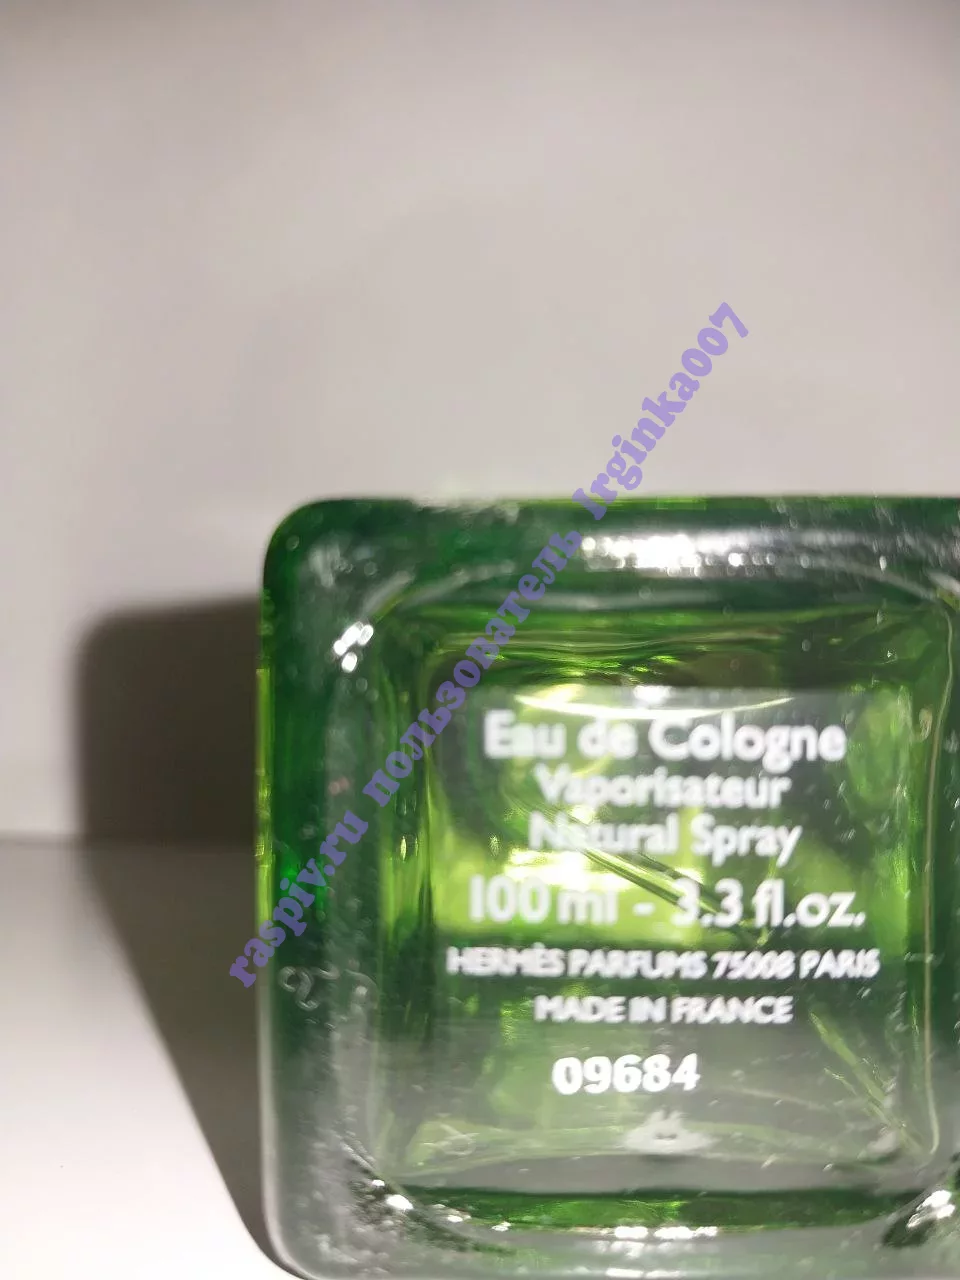 raspiv.ru пользователь Irginka007
Eau de Cologne
Vaporisateur
Natural Spray
100 ml - 3.3 fl.oz.
HERMÈS PARFUMS 75008 PARIS
MADE IN FRANCE
09684